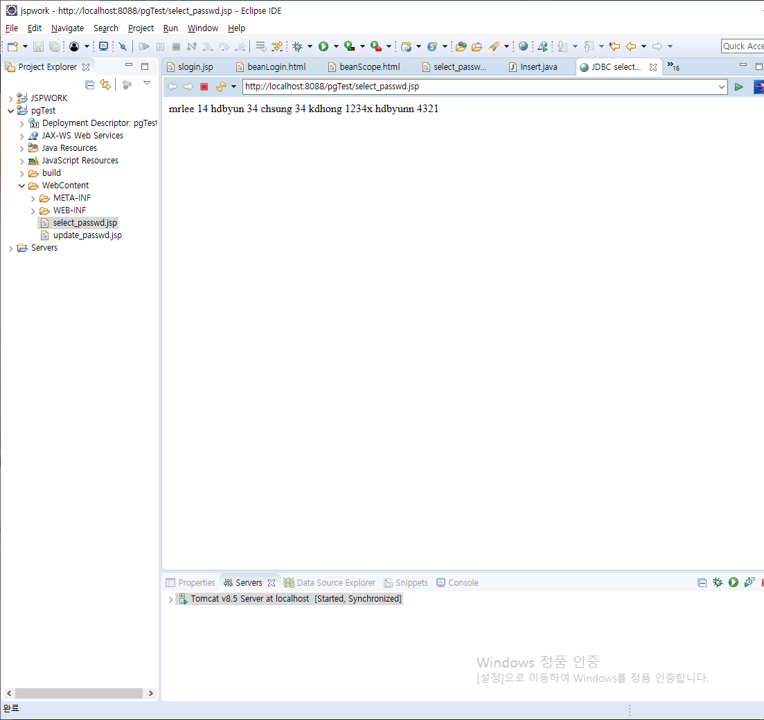 jspwork - http://localhost:8088/pgTest/select_passwd.jsp - Eclipse IDE
File Edit Navigate Search Project Run Window Help
Quick Acce
Project Explorer
slogin.jsp beanLogin.html beanScope.html select_passw... Insert.java JDBC select... »16
http://localhost:8088/pgTest/select_passwd.jsp
mrlee 14 hdbyun 34 chsung 34 kdhong 1234x hdbyunn 4321
JSPWORK
pgTest
Deployment Descriptor: pgTest
JAX-WS Web Services
Java Resources
JavaScript Resources
build
WebContent
META-INF
WEB-INF
select_passwd.jsp
update_passwd.jsp
Servers
Properties Servers Data Source Explorer Snippets Console
Tomcat v8.5 Server at localhost [Started, Synchronized]
Windows 정품 인증
[설정]으로 이동하여 Windows를 정품 인증합니다.
완료